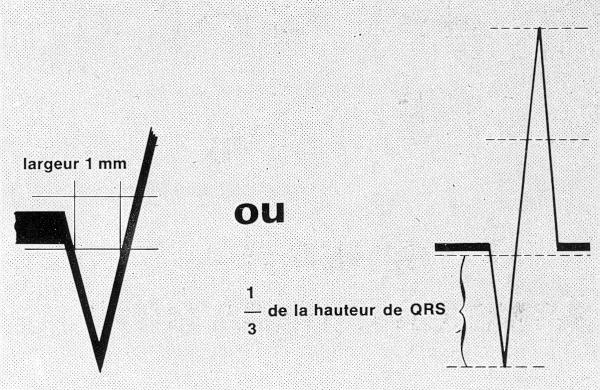 largeur 1 mm
ou
1
— de la hauteur de QRS
3